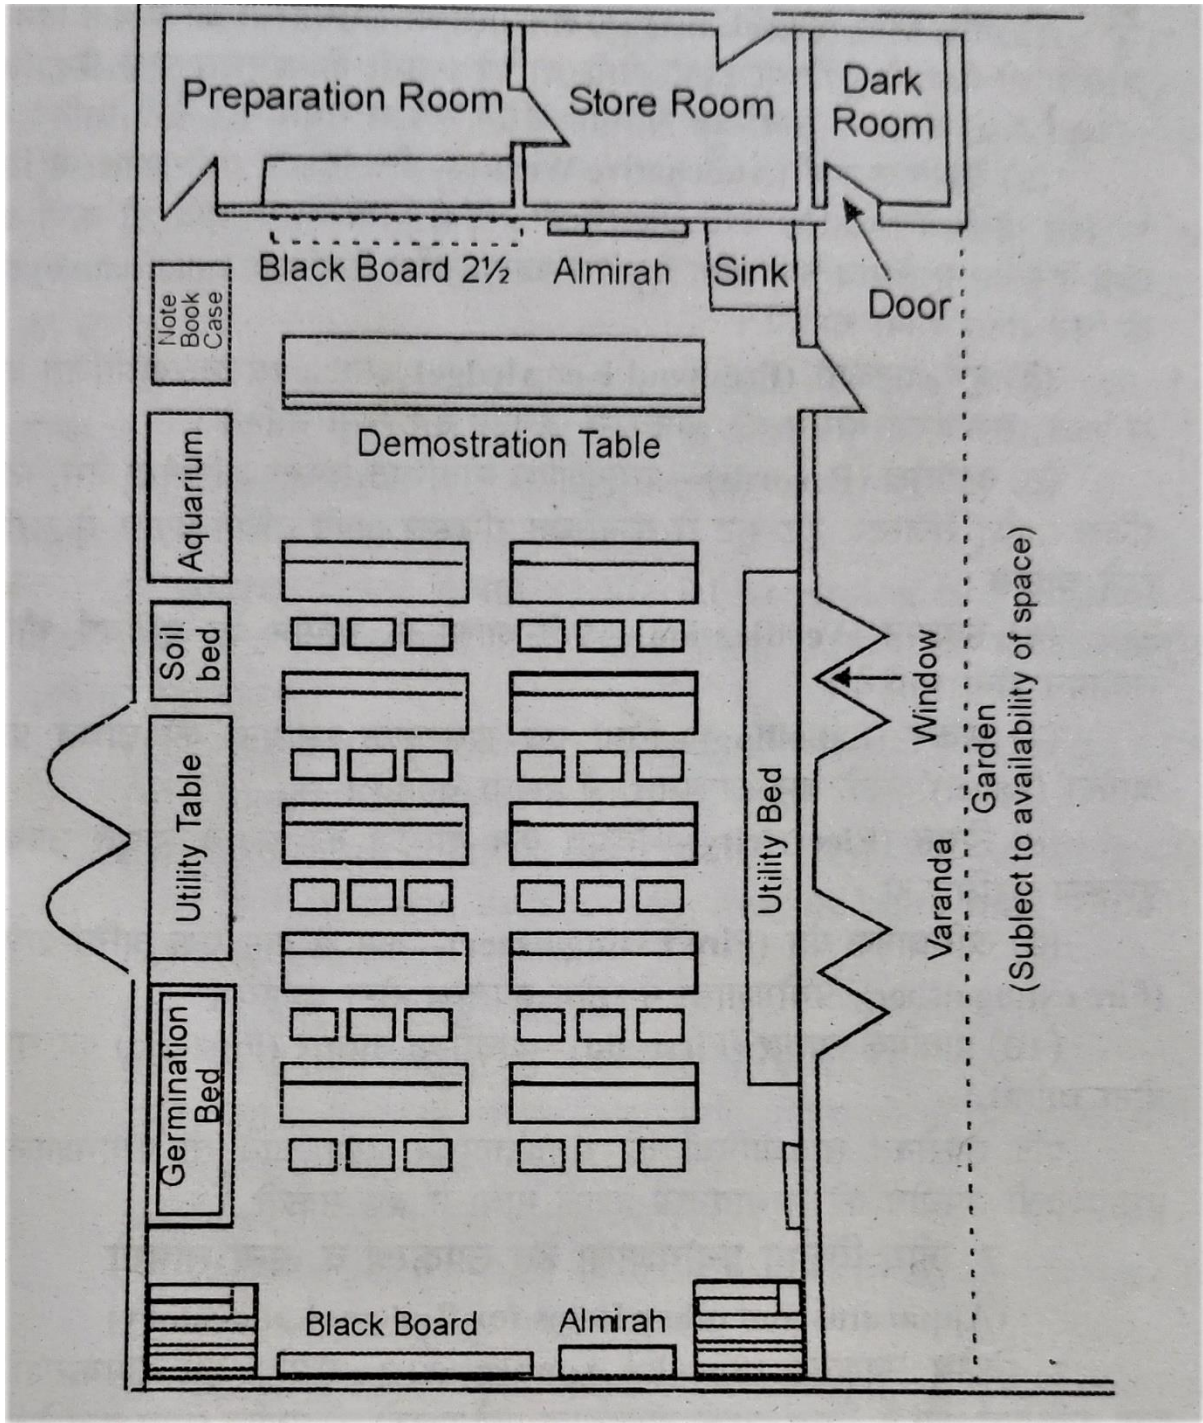 Preparation Room
Store Room
Dark
Room
Black Board 2½
Almirah
Sink
Door
Note
Book
Case
Demostration Table
Aquarium
Soil
bed
Utility Table
Germination
Bed
Utility Bed
Window
Varanda
Garden
(Sublect to availability of space)
Black Board
Almirah